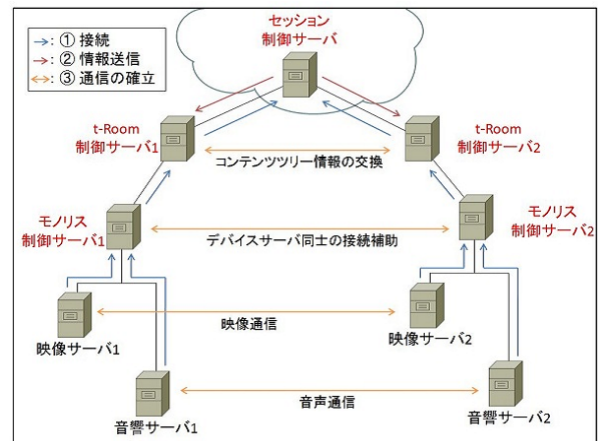 セッション
制御サーバ
→: ① 接続
→: ② 情報送信
↔: ③ 通信の確立
t-Room
制御サーバ1
t-Room
制御サーバ2
コンテンツツリー情報の交換
モノリス
制御サーバ1
モノリス
制御サーバ2
デバイスサーバ同士の接続補助
映像通信
映像サーバ1
映像サーバ2
音声通信
音響サーバ1
音響サーバ2